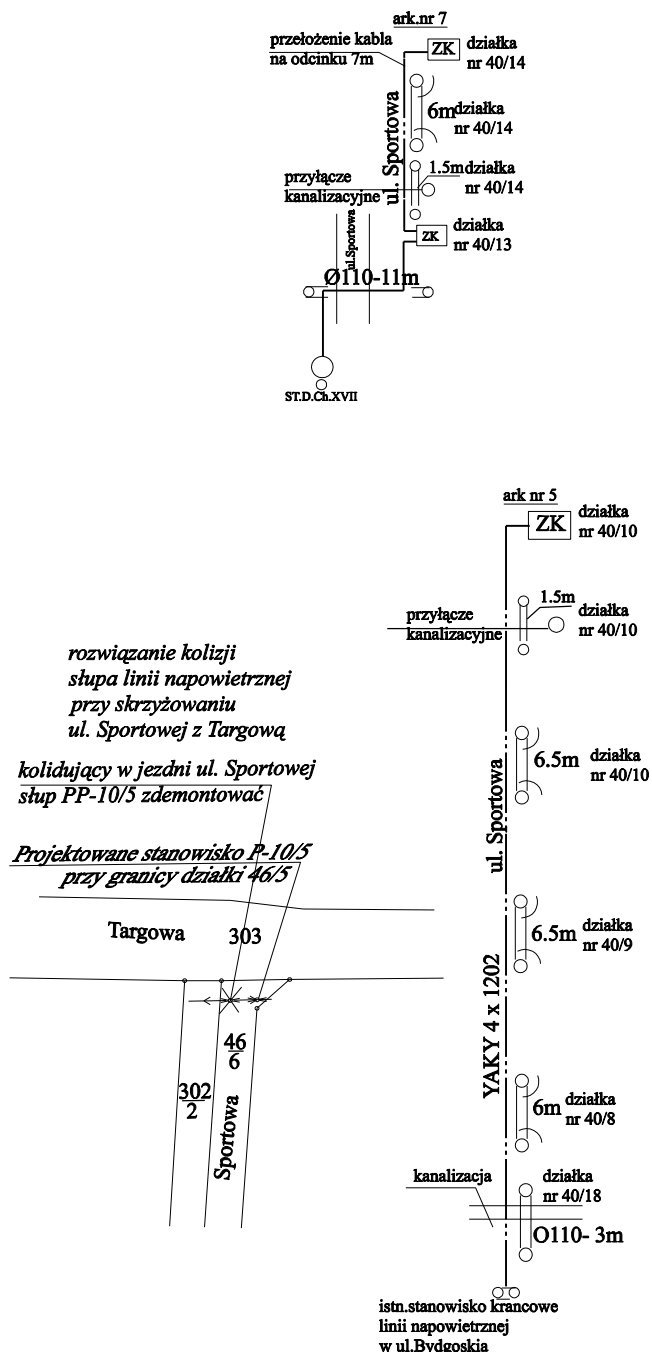 ark.nr 7
przełożenie kabla
na odcinku 7m
ZK
działka
nr 40/14
ul. Sportowa
6m
działka
nr 40/14
1.5m
działka
nr 40/14
przyłącze
kanalizacyjne
ul.Sportowa
ZK
działka
nr 40/13
Ø110-11m
ST.D.Ch.XVII
ark nr 5
ZK
działka
nr 40/10
1.5m
działka
nr 40/10
przyłącze
kanalizacyjne
rozwiązanie kolizji
słupa linii napowietrznej
przy skrzyżowaniu
ul. Sportowej z Targową
kolidujący w jezdni ul. Sportowej
słup PP-10/5 zdemontować
Projektowane stanowisko P-10/5
przy granicy działki 46/5
Targowa
303
46
6
302
2
Sportowa
ul. Sportowa
6.5m
działka
nr 40/10
6.5m
działka
nr 40/9
YAKY 4 x 1202
6m
działka
nr 40/8
kanalizacja
działka
nr 40/18
O110- 3m
istn.stanowisko krancowe
linii napowietrznej
w ul.Bydgoskia